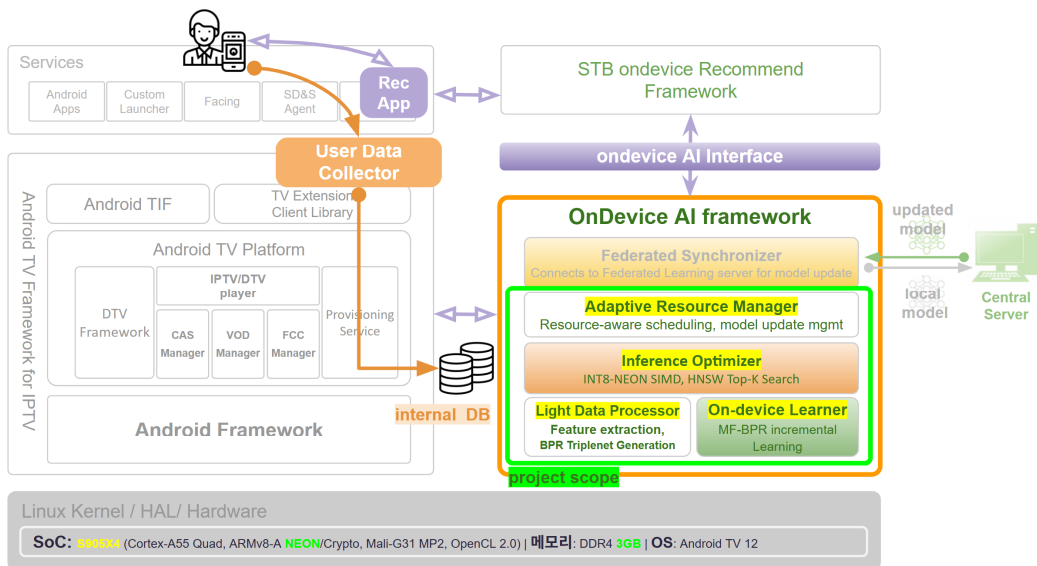 Services
Android
Apps
Custom
Launcher
Facing
SD&S
Agent
Rec
App
STB ondevice Recommend
Framework
User Data
Collector
ondevice AI Interface
Android TV Framework for IPTV
Android TIF
TV Extension
Client Library
Android TV Platform
DTV
Framework
IPTV/DTV
player
CAS
Manager
VOD
Manager
FCC
Manager
Provisioning
Service
Android Framework
internal DB
OnDevice AI framework
Federated Synchronizer
Connects to Federated Learning server for model update
Adaptive Resource Manager
Resource-aware scheduling, model update mgmt
Inference Optimizer
INT8-NEON SIMD, HNSW Top-K Search
Light Data Processor
Feature extraction,
BPR Triplenet Generation
On-device Learner
MF-BPR incremental
Learning
project scope
updated
model
local
model
Central
Server
Linux Kernel / HAL/ Hardware
SoC: S905X4 (Cortex-A55 Quad, ARMv8-A NEON/Crypto, Mali-G31 MP2, OpenCL 2.0) | 메모리: DDR4 3GB | OS: Android TV 12